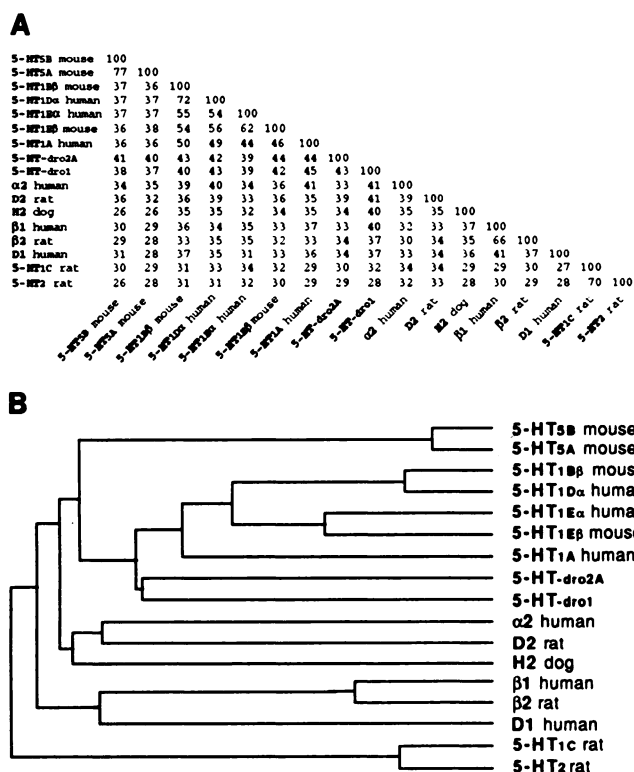 A
5-HT5B mouse 100
5-HT5A mouse 77 100
5-HT1Bβ mouse 37 36 100
5-HT1Dα human 37 37 72 100
5-HT1Eα human 37 37 55 54 100
5-HT1Eβ mouse 36 38 54 56 62 100
5-HT1A human 36 36 50 49 44 46 100
5-HT-dro2A 41 40 43 42 39 44 44 100
5-HT-dro1 38 37 40 43 39 42 45 43 100
α2 human 34 35 39 40 34 36 41 33 41 100
D2 rat 36 32 36 39 33 36 41 35 39 39 100
H2 dog 26 26 35 35 32 34 35 34 40 35 35 100
β1 human 30 29 36 34 35 33 37 33 40 32 33 37 100
β2 rat 29 28 33 35 35 32 33 34 37 30 34 35 66 100
D1 human 31 28 37 35 31 33 36 34 37 33 34 36 41 37 100
5-HT1C rat 30 29 31 33 34 32 29 30 32 34 34 28 29 29 27 100
5-HT2 rat 26 28 31 31 32 30 29 29 28 32 33 28 30 29 28 70 100
5-HT5B mouse
5-HT5A mouse
5-HT1Bβ mouse
5-HT1Dα human
5-HT1Eα human
5-HT1Eβ mouse
5-HT1A human
5-HT-dro2A
5-HT-dro1
α2 human
D2 rat
H2 dog
β1 human
β2 rat
D1 human
5-HT1C rat
5-HT2 rat
B
5-HT5B mouse
5-HT5A mouse
5-HT1Bβ mous
5-HT1Dα huma
5-HT1Eα huma
5-HT1Eβ mouse
5-HT1A human
5-HT-dro2A
5-HT-dro1
α2 human
D2 rat
H2 dog
β1 human
β2 rat
D1 human
5-HT1C rat
5-HT2 rat